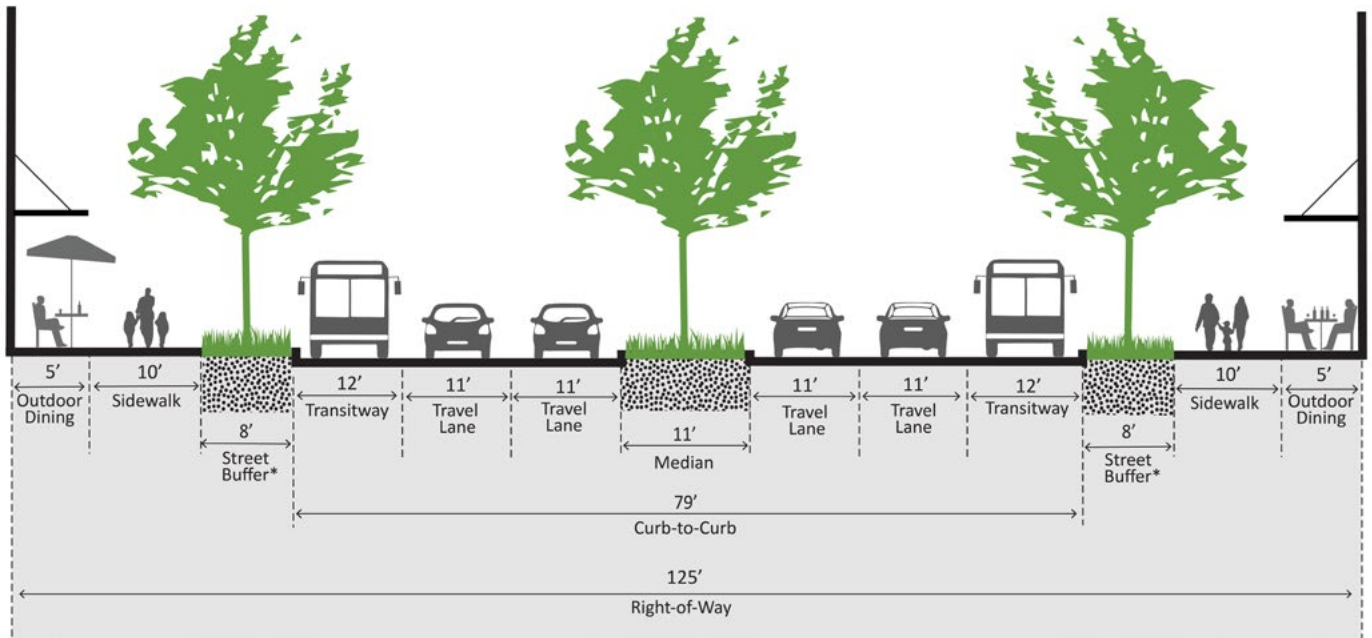 5’
Outdoor
Dining
10’
Sidewalk
8’
Street
Buffer*
12’
Transitway
11’
Travel
Lane
11’
Travel
Lane
11’
Median
11’
Travel
Lane
11’
Travel
Lane
12’
Transitway
8’
Street
Buffer*
10’
Sidewalk
5’
Outdoor
Dining
79’
Curb-to-Curb
125’
Right-of-Way